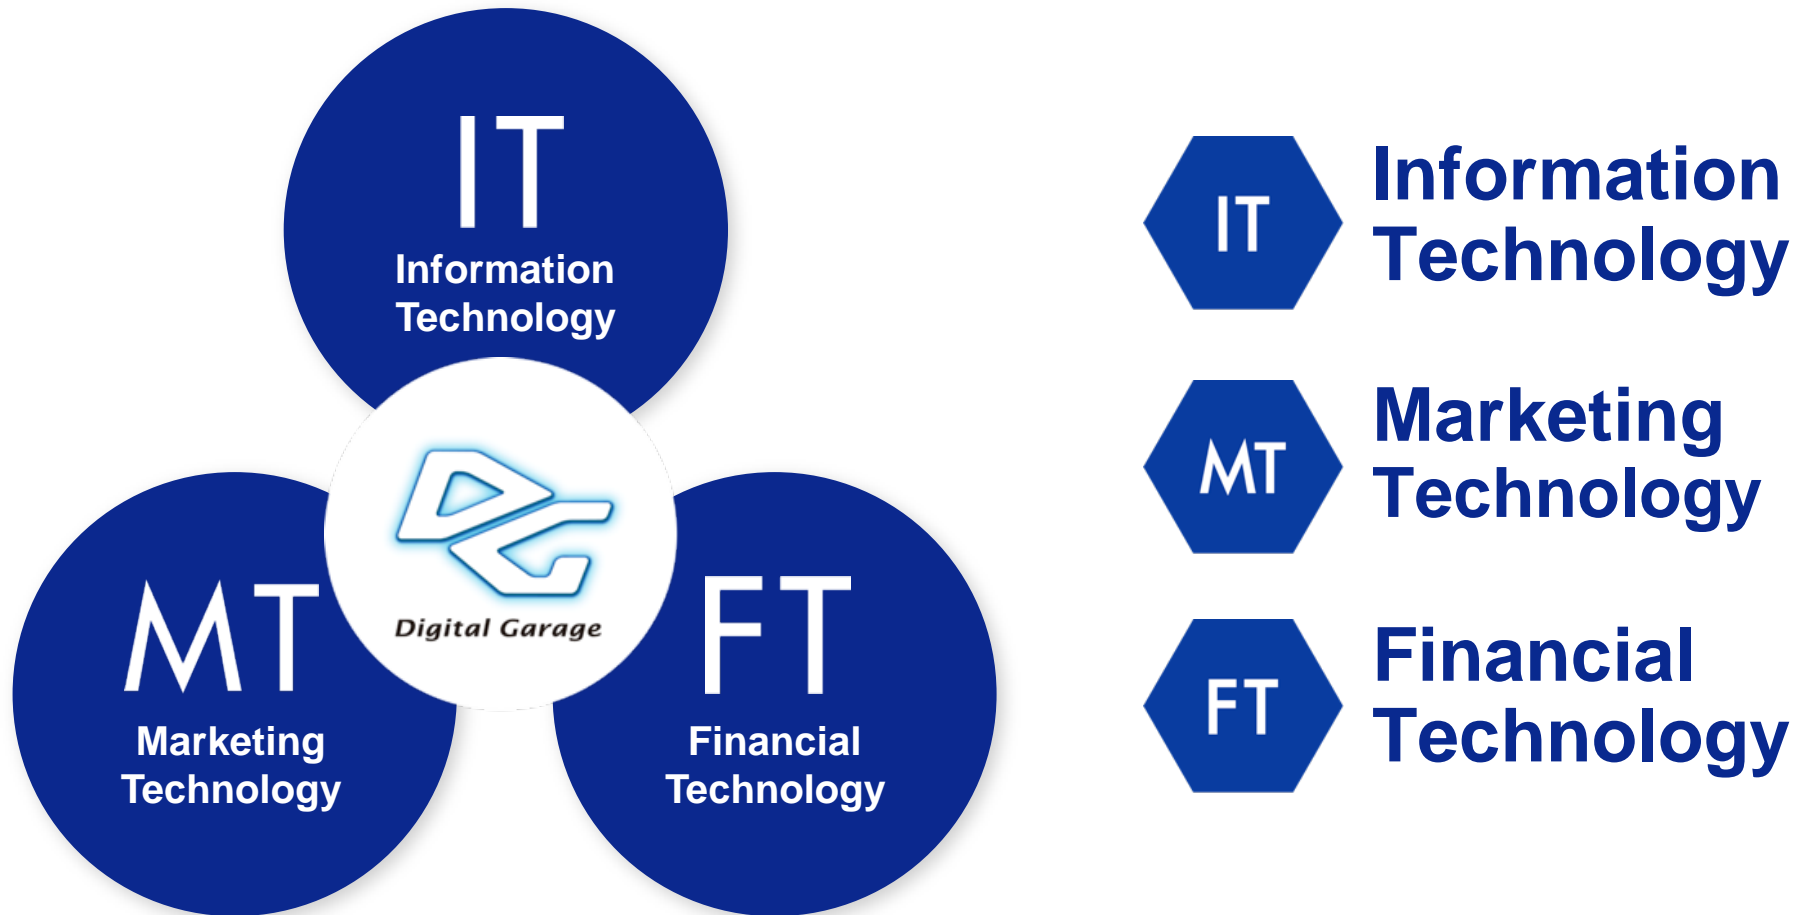 IT
Information
Technology
DG
Digital Garage
MT
Marketing
Technology
FT
Financial
Technology
IT
Information
Technology
MT
Marketing
Technology
FT
Financial
Technology